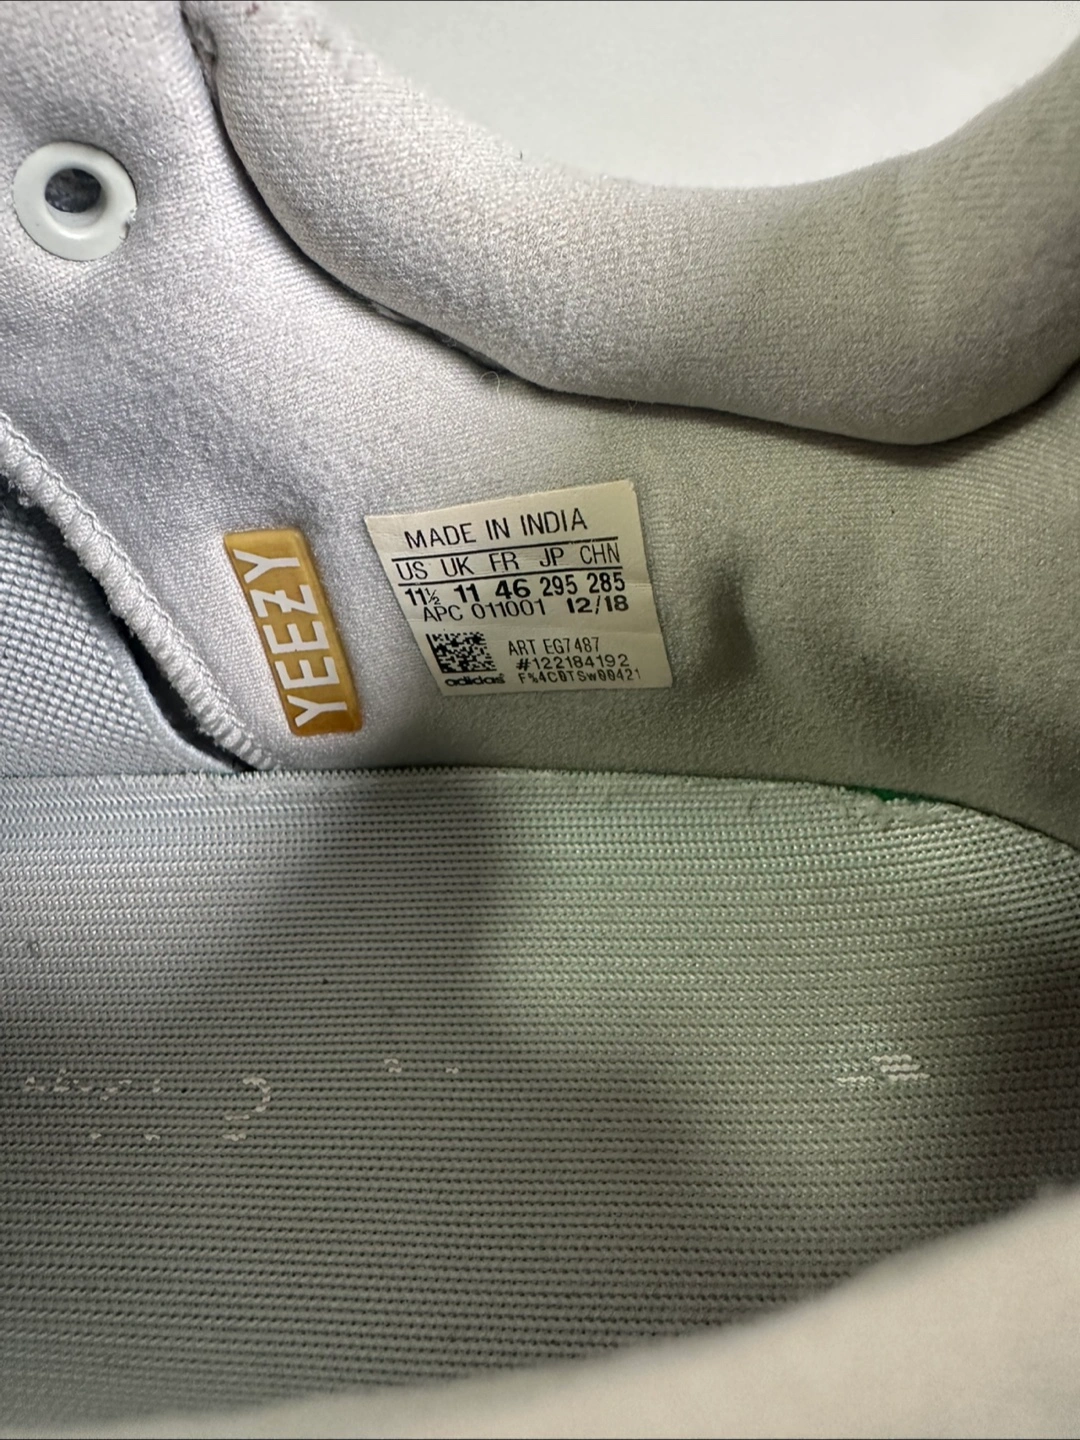 MADE IN INDIA
US UK FR JP CHN
11½ 11 46 295 285
APC 011001 12/18
ART EG7487
#122184192
adidas F%4C0TSw00421
YEEZY